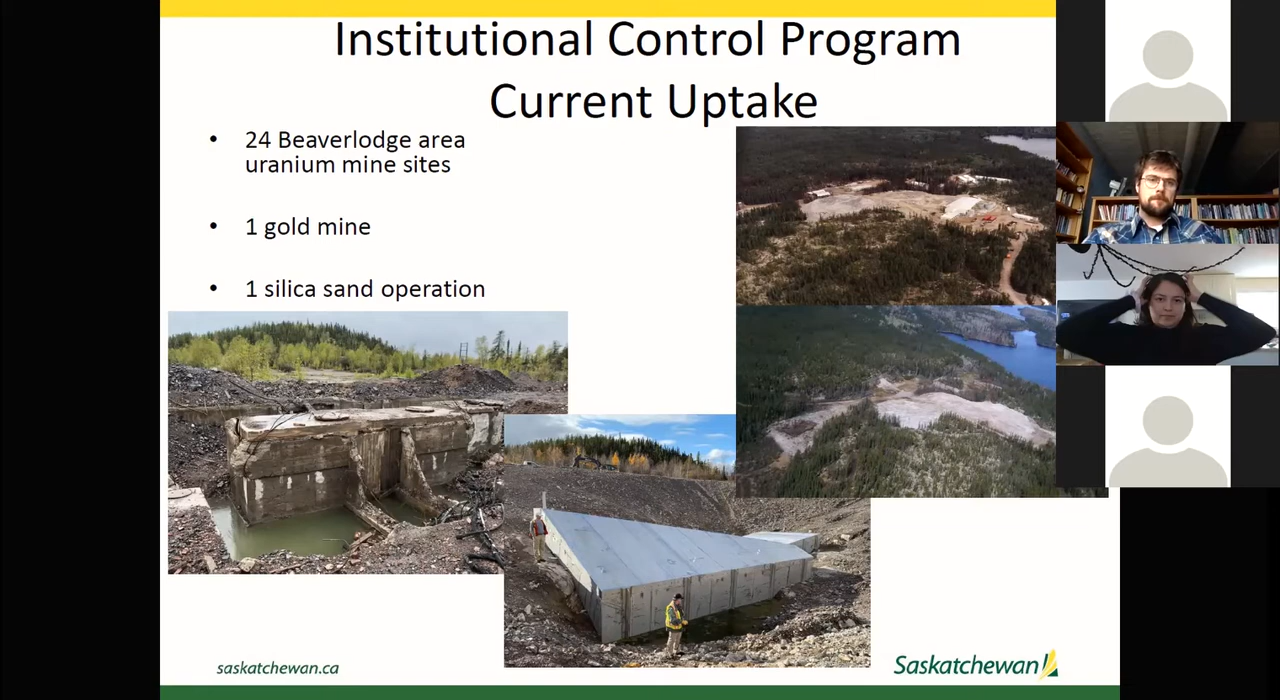 Institutional Control Program
Current Uptake
• 24 Beaverlodge area
uranium mine sites
• 1 gold mine
• 1 silica sand operation
saskatchewan.ca
Saskatchewan